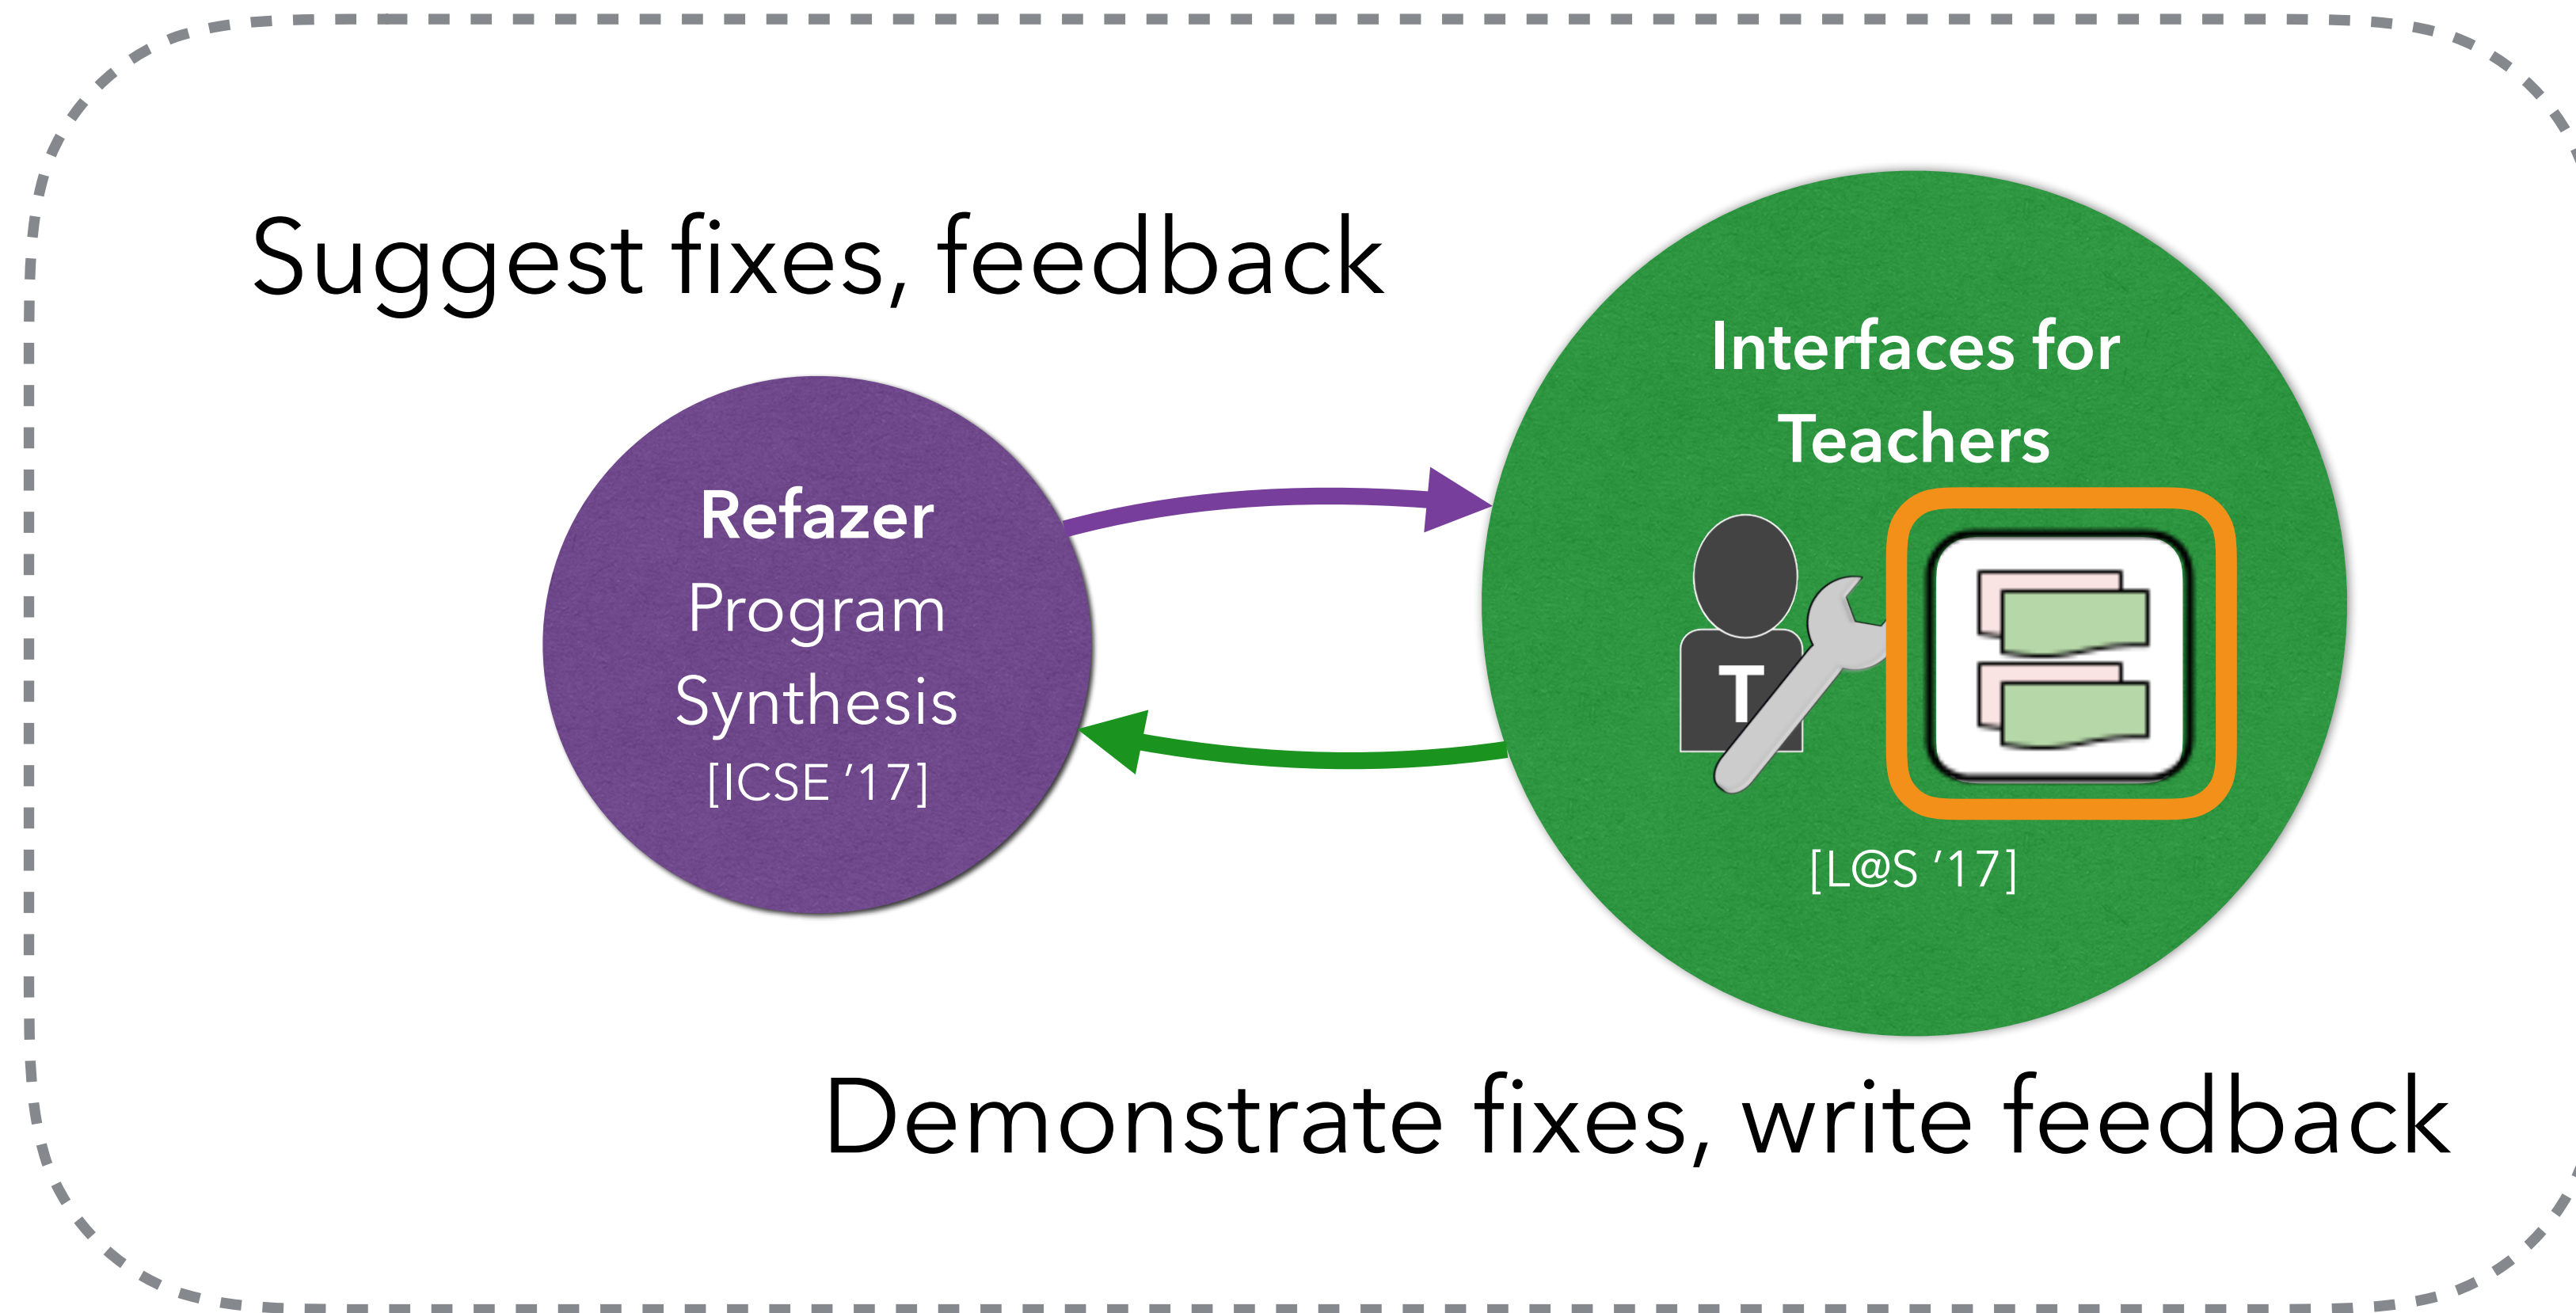 Suggest fixes, feedback
Refazer
Program
Synthesis
[ICSE ’17]
Interfaces for
Teachers
T
[L@S ’17]
Demonstrate fixes, write feedback